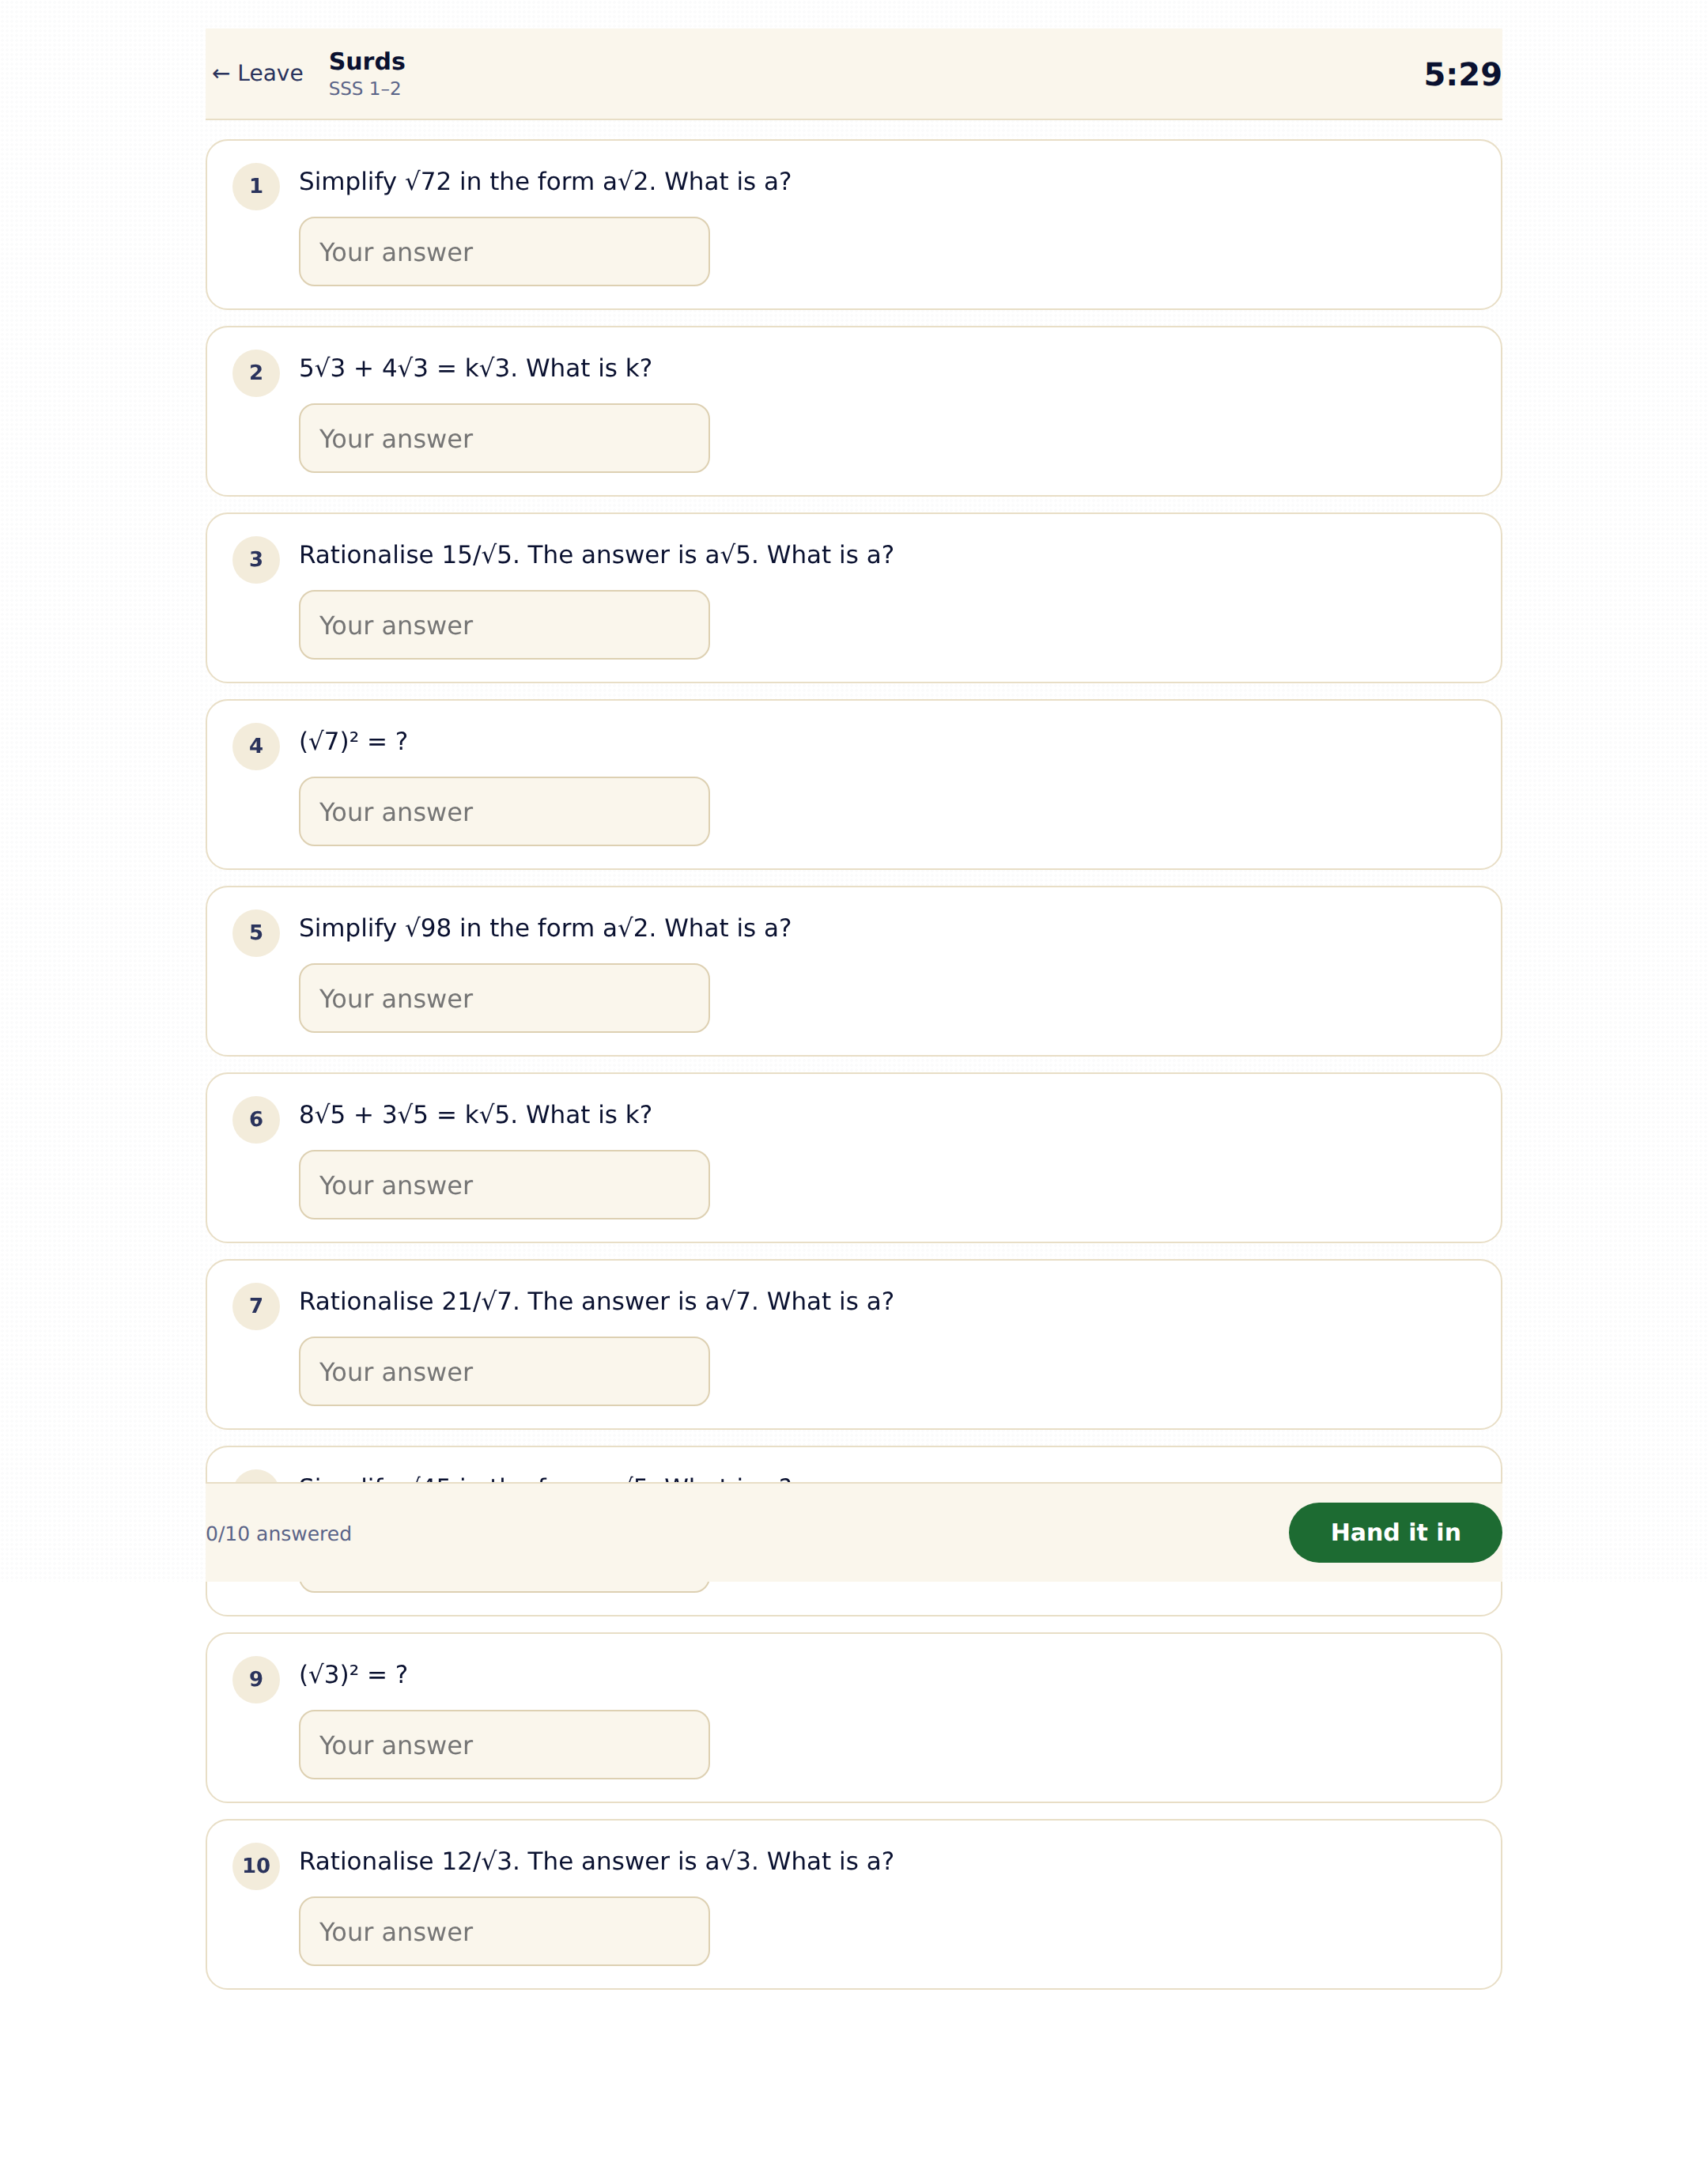 ← Leave
Surds
SSS 1–2
5:29
1
Simplify √72 in the form a√2. What is a?
Your answer
2
5√3 + 4√3 = k√3. What is k?
Your answer
3
Rationalise 15/√5. The answer is a√5. What is a?
Your answer
4
(√7)² = ?
Your answer
5
Simplify √98 in the form a√2. What is a?
Your answer
6
8√5 + 3√5 = k√5. What is k?
Your answer
7
Rationalise 21/√7. The answer is a√7. What is a?
Your answer
0/10 answered
Hand it in
9
(√3)² = ?
Your answer
10
Rationalise 12/√3. The answer is a√3. What is a?
Your answer